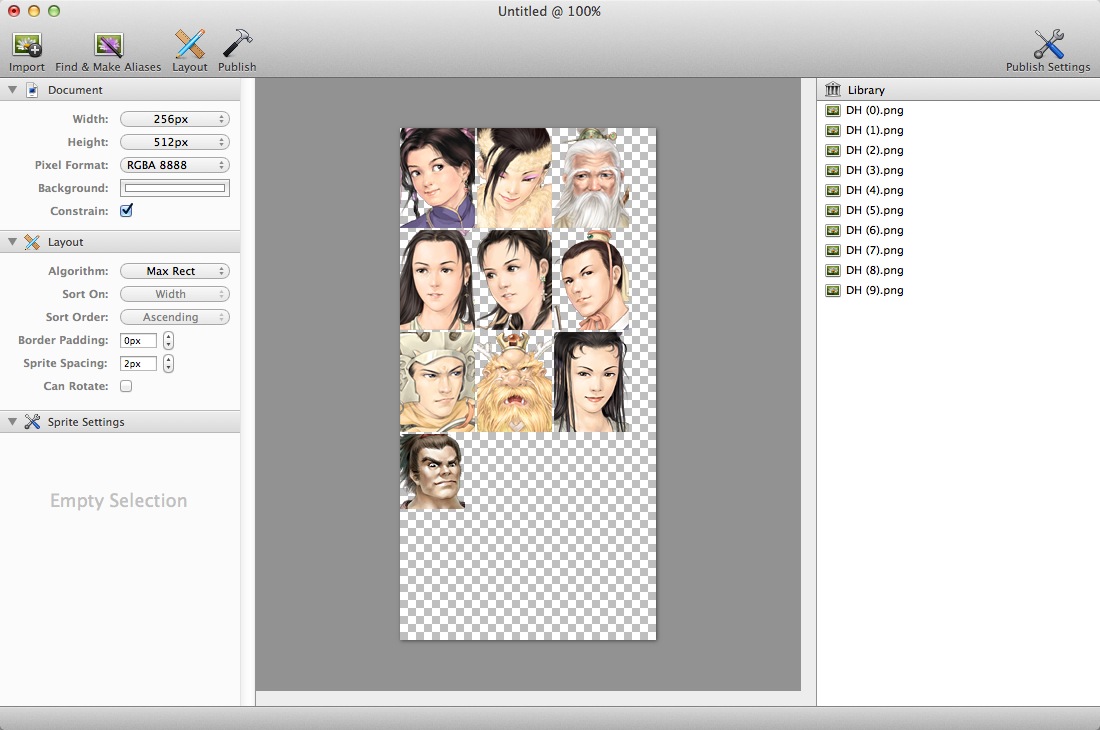 Untitled @ 100%
Import
Find & Make Aliases
Layout
Publish
Publish Settings
Document
Width: 256px
Height: 512px
Pixel Format: RGBA 8888
Background:
Constrain:
Layout
Algorithm: Max Rect
Sort On: Width
Sort Order: Ascending
Border Padding: 0px
Sprite Spacing: 2px
Can Rotate:
Sprite Settings
Empty Selection
Library
DH (0).png
DH (1).png
DH (2).png
DH (3).png
DH (4).png
DH (5).png
DH (6).png
DH (7).png
DH (8).png
DH (9).png